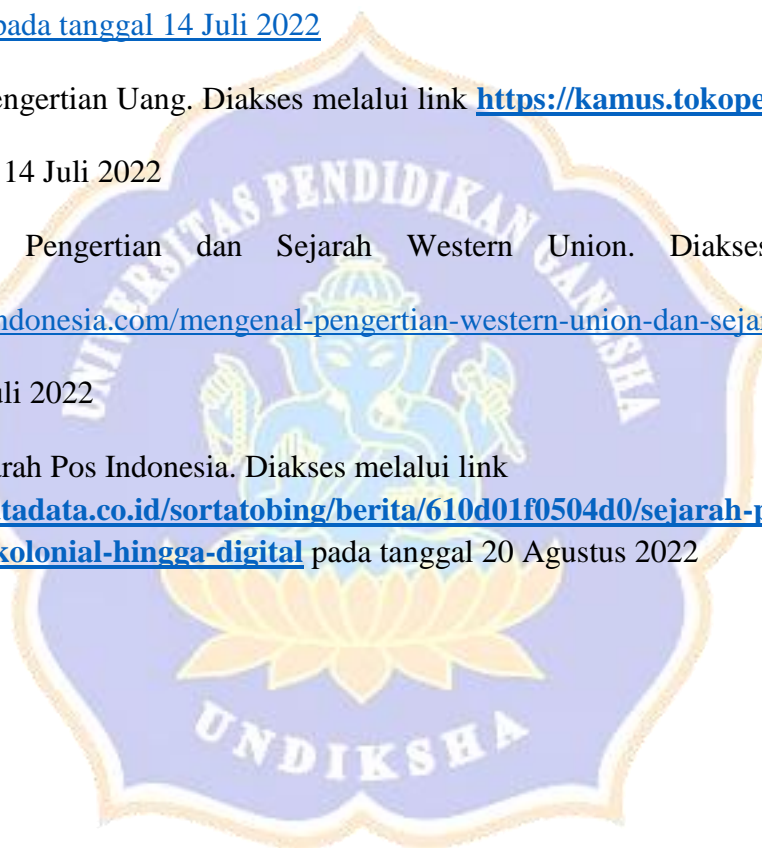 pada tanggal 14 Juli 2022
engertian Uang. Diakses melalui link https://kamus.tokope
14 Juli 2022
Pengertian dan Sejarah Western Union. Diakses
ndonesia.com/mengenal-pengertian-western-union-dan-seja
uli 2022
arah Pos Indonesia. Diakses melalui link
tadata.co.id/sortatobing/berita/610d01f0504d0/sejarah-p
kolonial-hingga-digital pada tanggal 20 Agustus 2022
UNIVERSITAS PENDIDIKAN GANESHA
UNDIKSHA